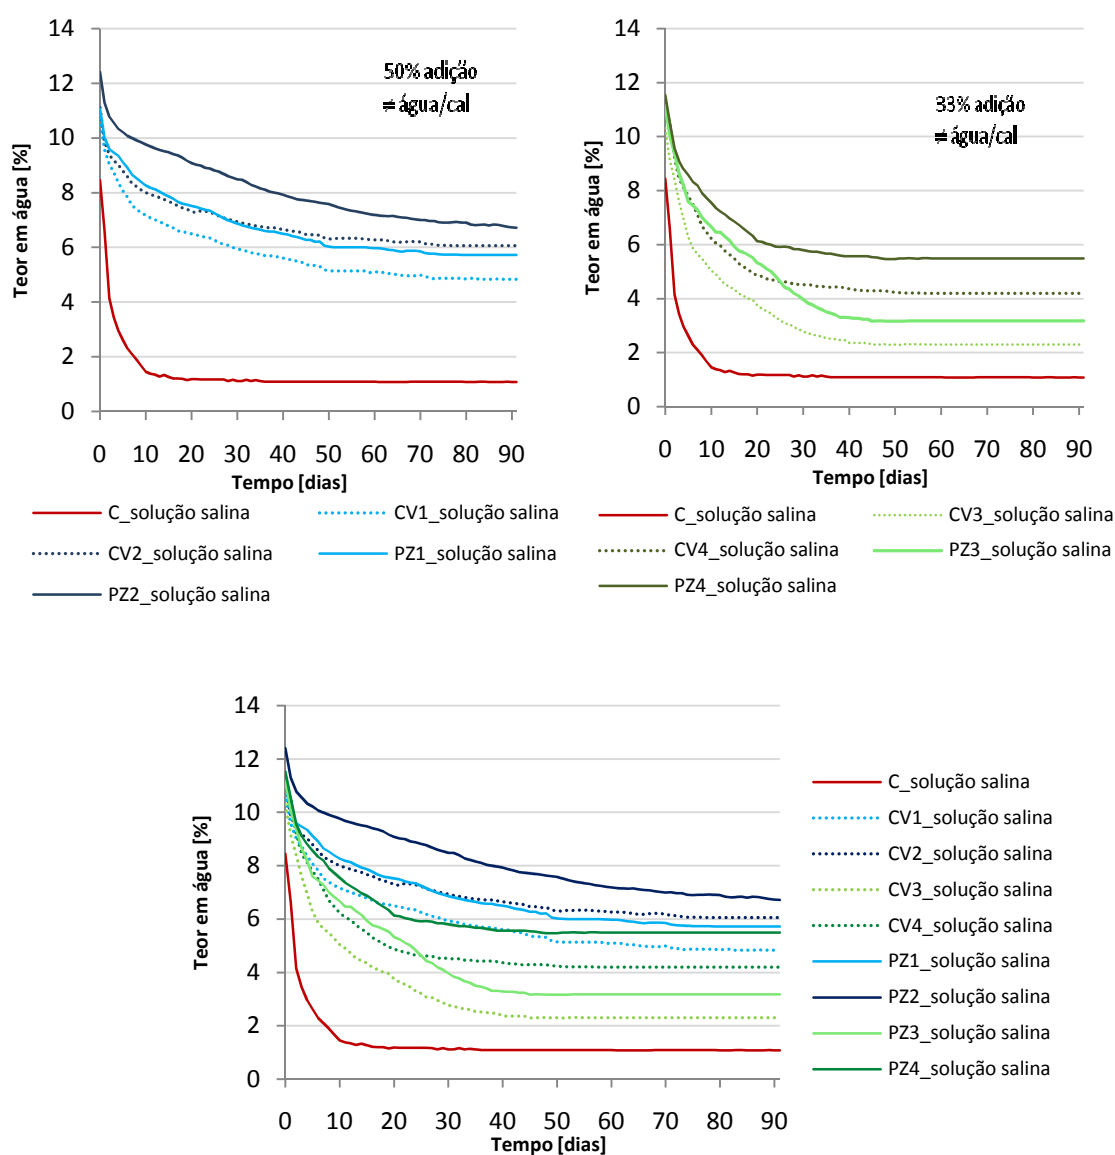 14
12
10
8
6
4
2
0
Teor em água [%]
50% adição
≠ água/cal
0 10 20 30 40 50 60 70 80 90
Tempo [dias]
C_solução salina CV1_solução salina
CV2_solução salina PZ1_solução salina
PZ2_solução salina
14
12
10
8
6
4
2
0
Teor em água [%]
33% adição
≠ água/cal
0 10 20 30 40 50 60 70 80 90
Tempo [dias]
C_solução salina CV3_solução salina
CV4_solução salina PZ3_solução salina
PZ4_solução salina
14
12
10
8
6
4
2
0
Teor em água [%]
0 10 20 30 40 50 60 70 80 90
Tempo [dias]
C_solução salina
CV1_solução salina
CV2_solução salina
CV3_solução salina
CV4_solução salina
PZ1_solução salina
PZ2_solução salina
PZ3_solução salina
PZ4_solução salina